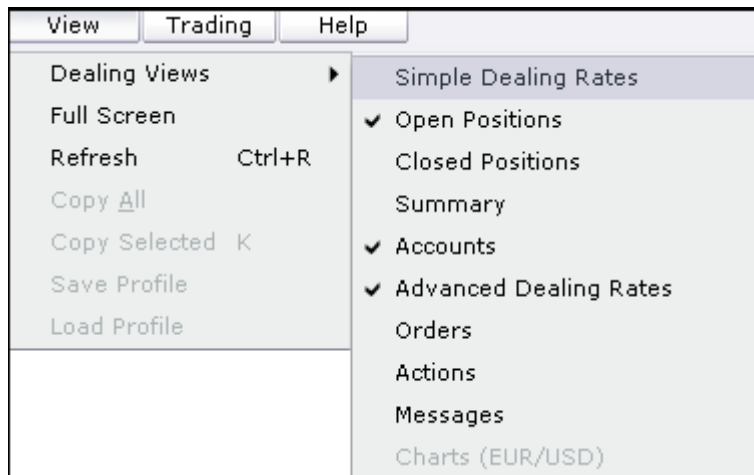 View Trading Help
Dealing Views
Full Screen
Refresh Ctrl+R
Copy All
Copy Selected K
Save Profile
Load Profile
Simple Dealing Rates
Open Positions
Closed Positions
Summary
Accounts
Advanced Dealing Rates
Orders
Actions
Messages
Charts (EUR/USD)